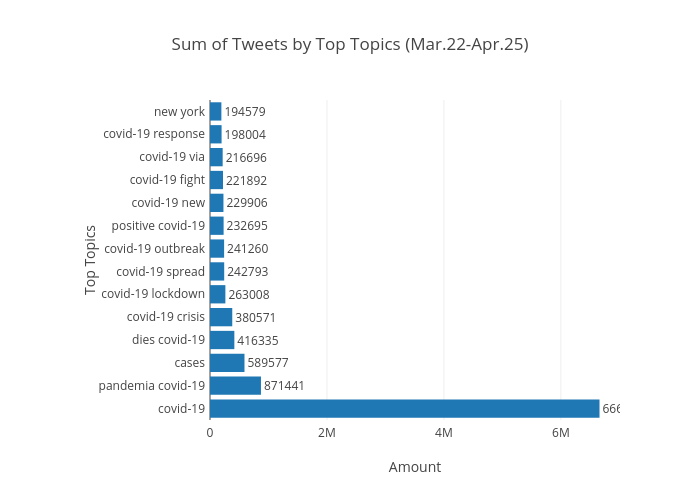 Sum of Tweets by Top Topics (Mar.22-Apr.25)
new york 194579
covid-19 response 198004
covid-19 via 216696
covid-19 fight 221892
covid-19 new 229906
positive covid-19 232695
covid-19 outbreak 241260
covid-19 spread 242793
covid-19 lockdown 263008
covid-19 crisis 380571
dies covid-19 416335
cases 589577
pandemia covid-19 871441
covid-19
Top Topics
0 2M 4M 6M
Amount